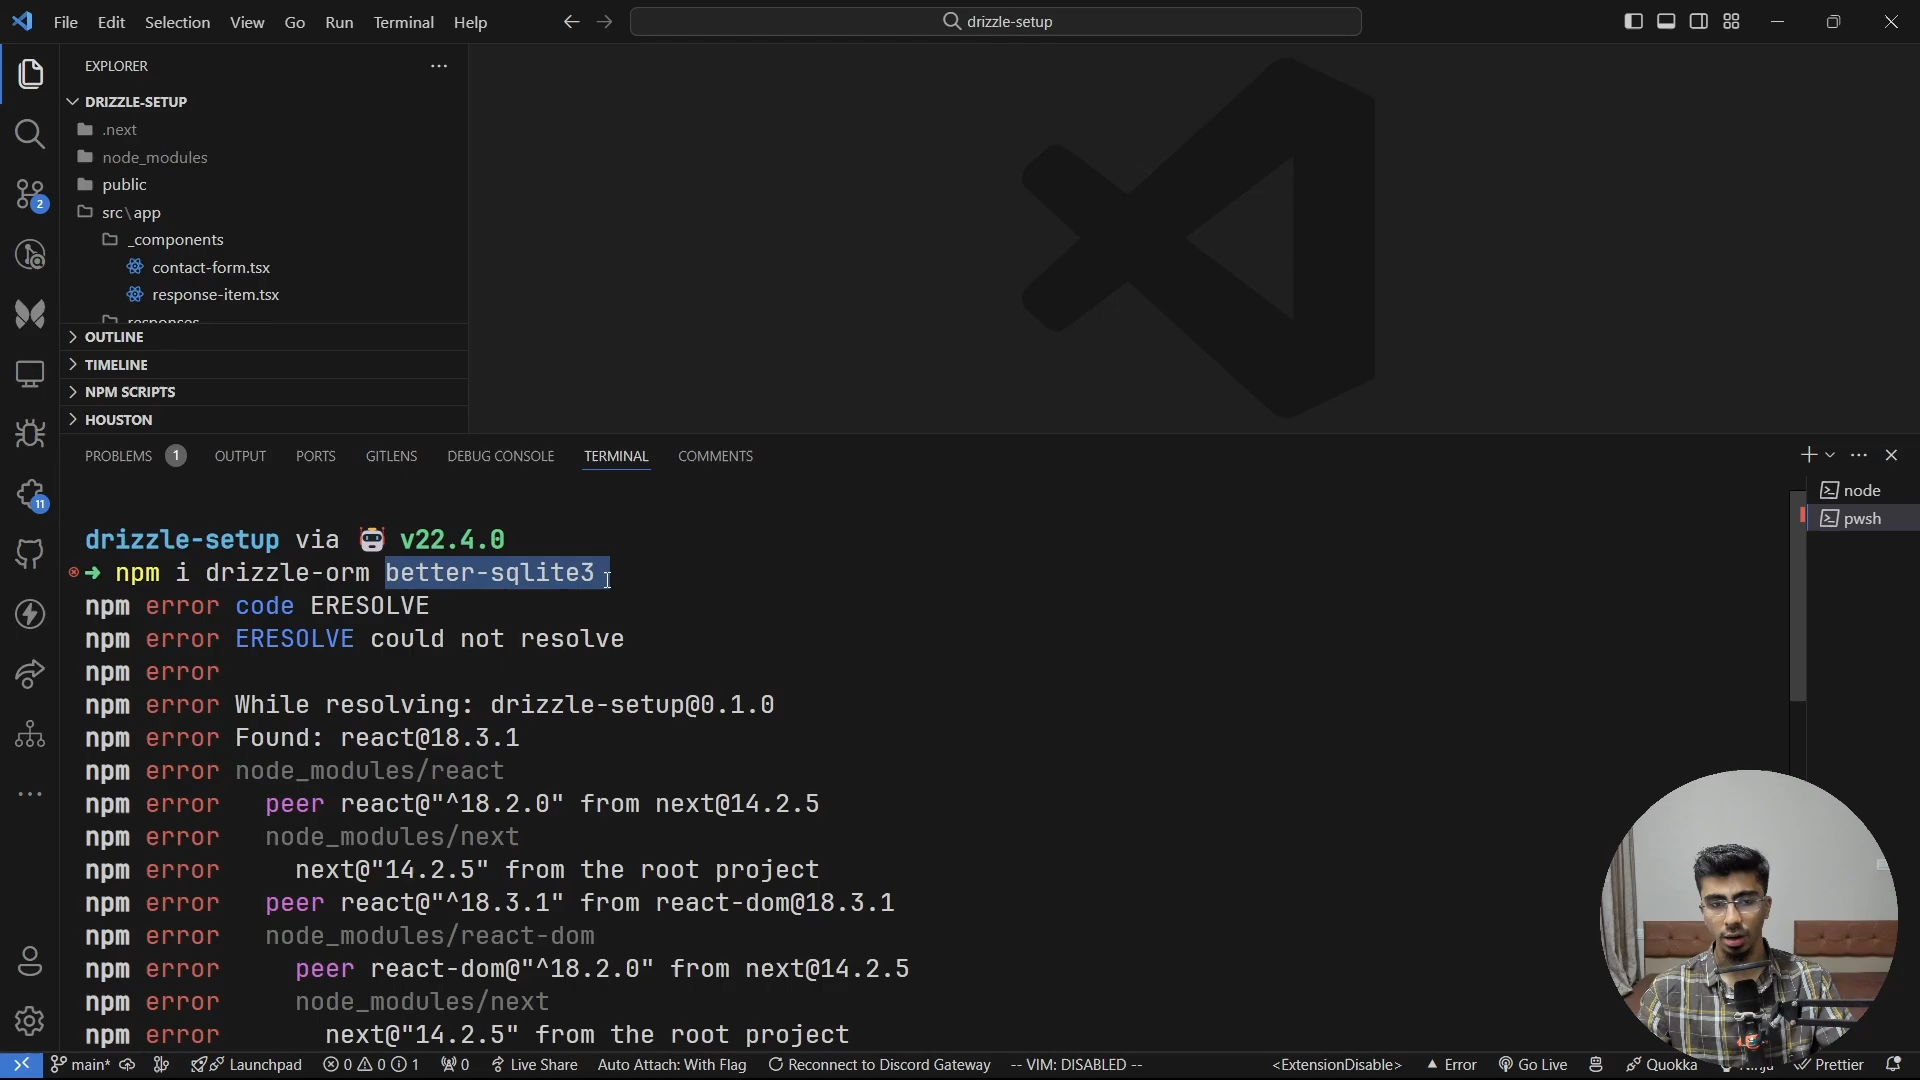 File Edit Selection View Go Run Terminal Help
drizzle-setup
EXPLORER
DRIZZLE-SETUP
.next
node_modules
public
src\app
_components
contact-form.tsx
response-item.tsx
responses
OUTLINE
TIMELINE
NPM SCRIPTS
HOUSTON
2
11
PROBLEMS 1 OUTPUT PORTS GITLENS DEBUG CONSOLE TERMINAL COMMENTS
node
pwsh
drizzle-setup via v22.4.0
npm i drizzle-orm better-sqlite3
npm error code ERESOLVE
npm error ERESOLVE could not resolve
npm error
npm error While resolving: drizzle-setup@0.1.0
npm error Found: react@18.3.1
npm error node_modules/react
npm error peer react@"^18.2.0" from next@14.2.5
npm error node_modules/next
npm error next@"14.2.5" from the root project
npm error peer react@"^18.3.1" from react-dom@18.3.1
npm error node_modules/react-dom
npm error peer react-dom@"^18.2.0" from next@14.2.5
npm error node_modules/next
npm error next@"14.2.5" from the root project
main* Launchpad 0 0 1 0 Live Share Auto Attach: With Flag Reconnect to Discord Gateway -- VIM: DISABLED -- <ExtensionDisable> Error Go Live Quokka Prettier